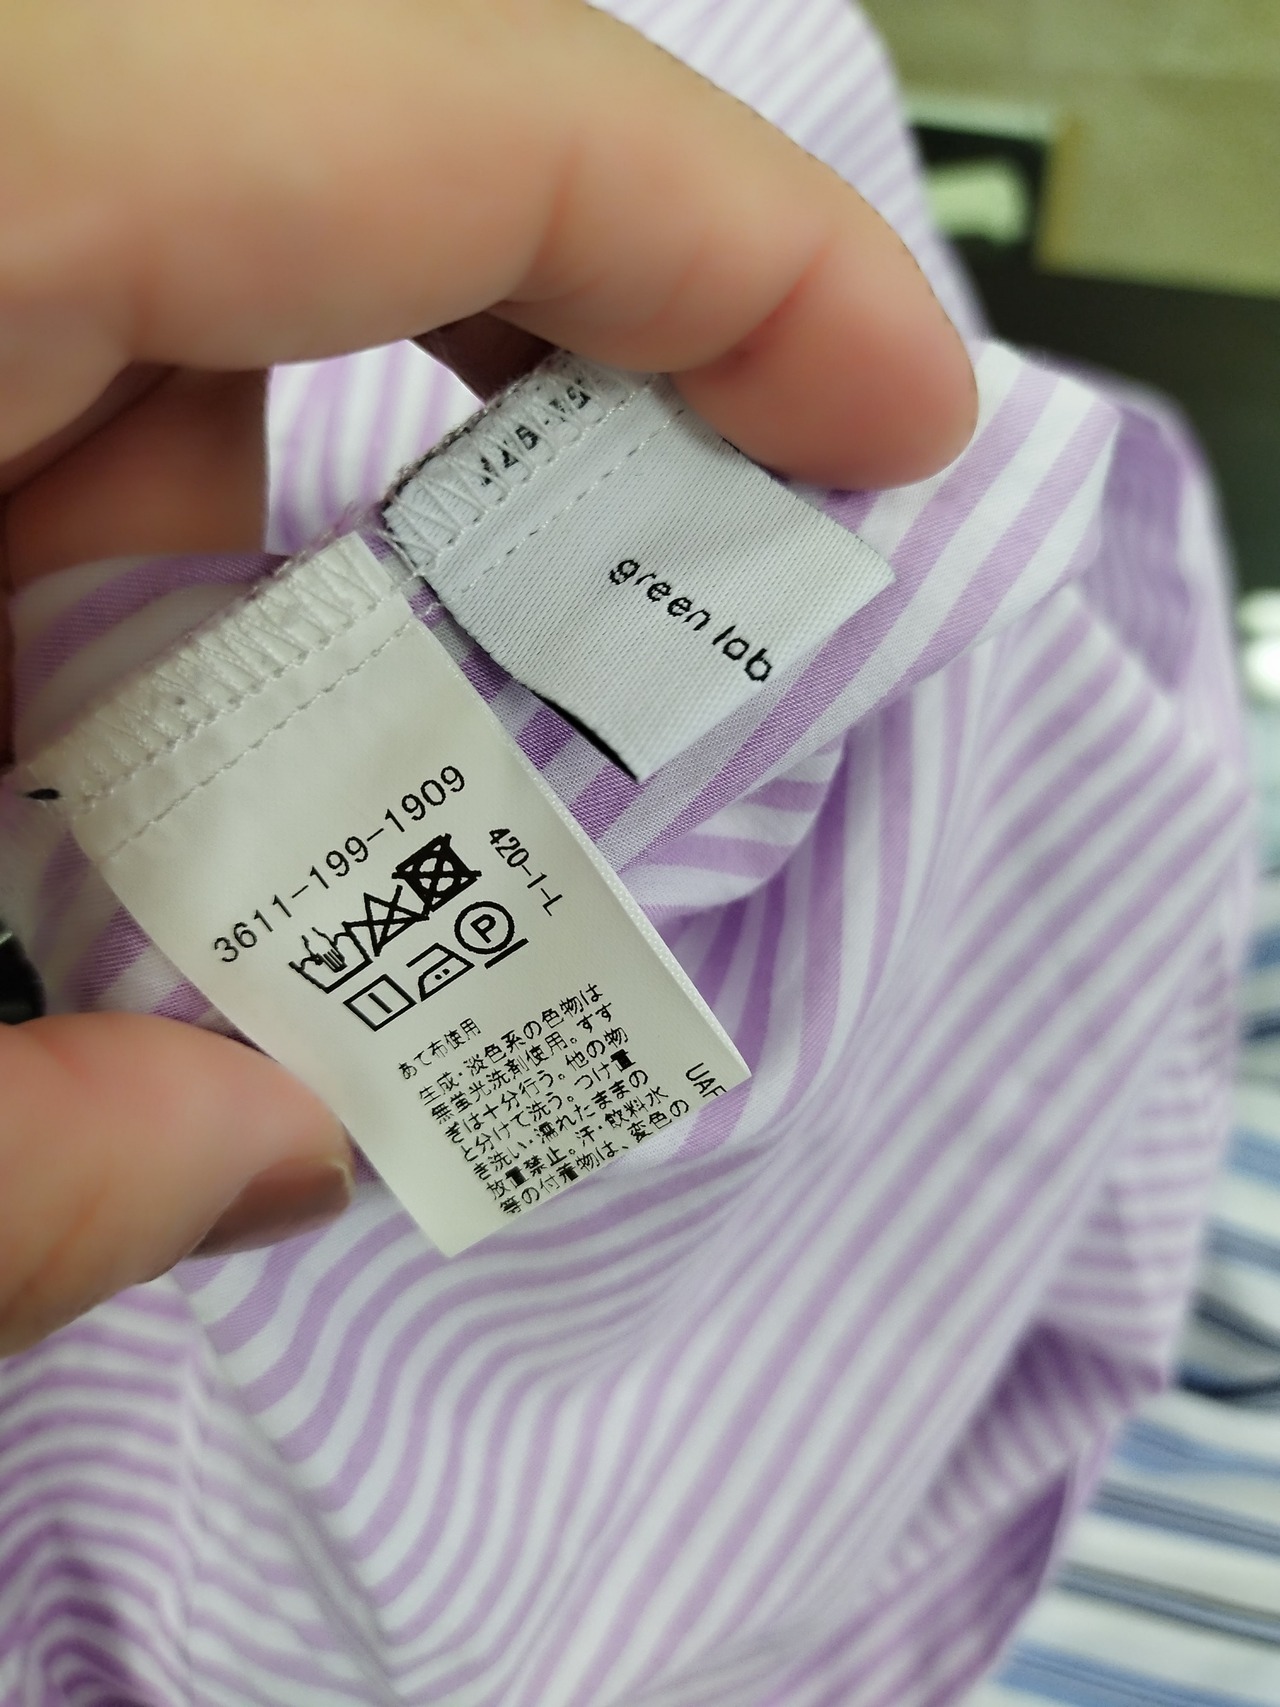 green lab
3611-199-1909
420-1-L
P
あて布使用
生成・淡色系の色物は
無蛍光洗剤使用。すす
ぎは十分行う。他の物
と分けて洗う。つけ置
き洗い・濡れたままの
放置禁止。汗・飲料水
等の付着物は、変色の